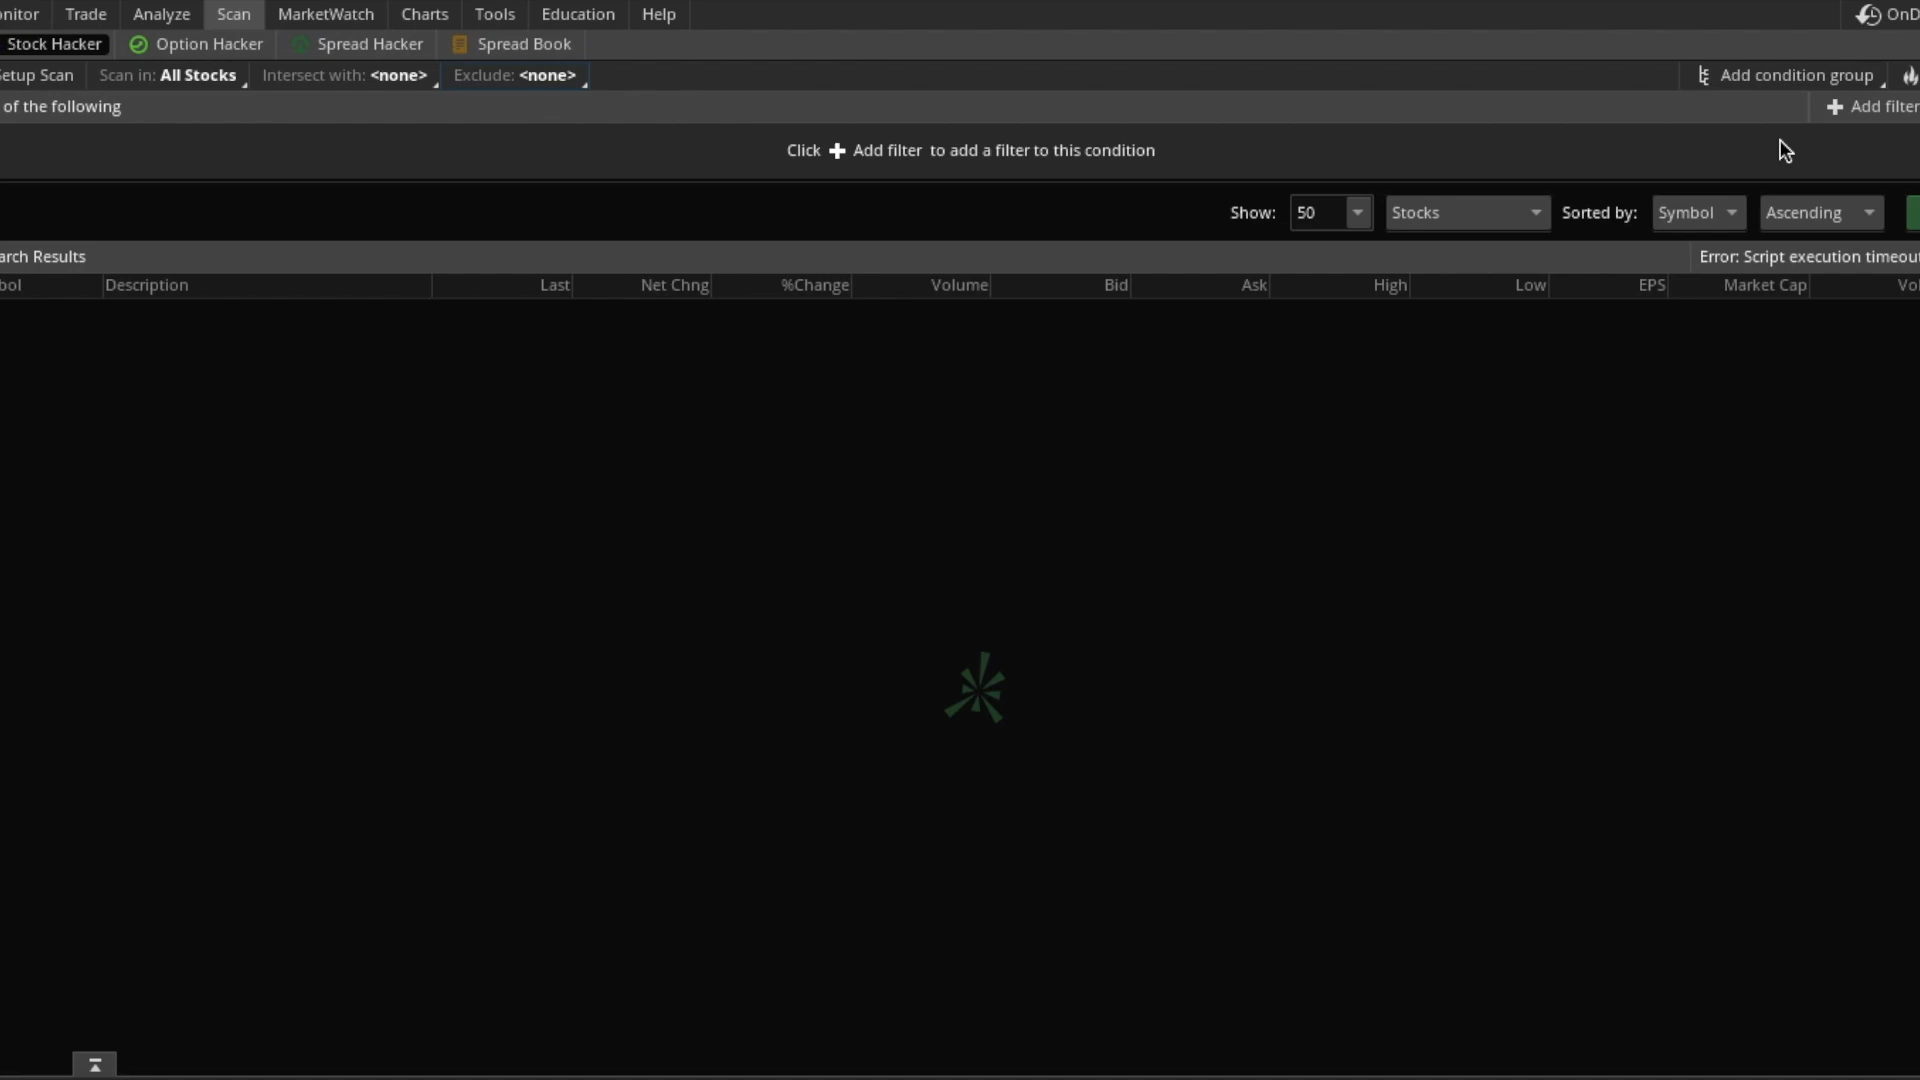 onitor Trade Analyze Scan MarketWatch Charts Tools Education Help OnD
Stock Hacker Option Hacker Spread Hacker Spread Book
Setup Scan Scan in: All Stocks Intersect with: <none> Exclude: <none> Add condition group
of the following Add filter
Click + Add filter to add a filter to this condition
Show: 50 Stocks Sorted by: Symbol Ascending
arch Results Error: Script execution timeout
bol Description Last Net Chng %Change Volume Bid Ask High Low EPS Market Cap Vol